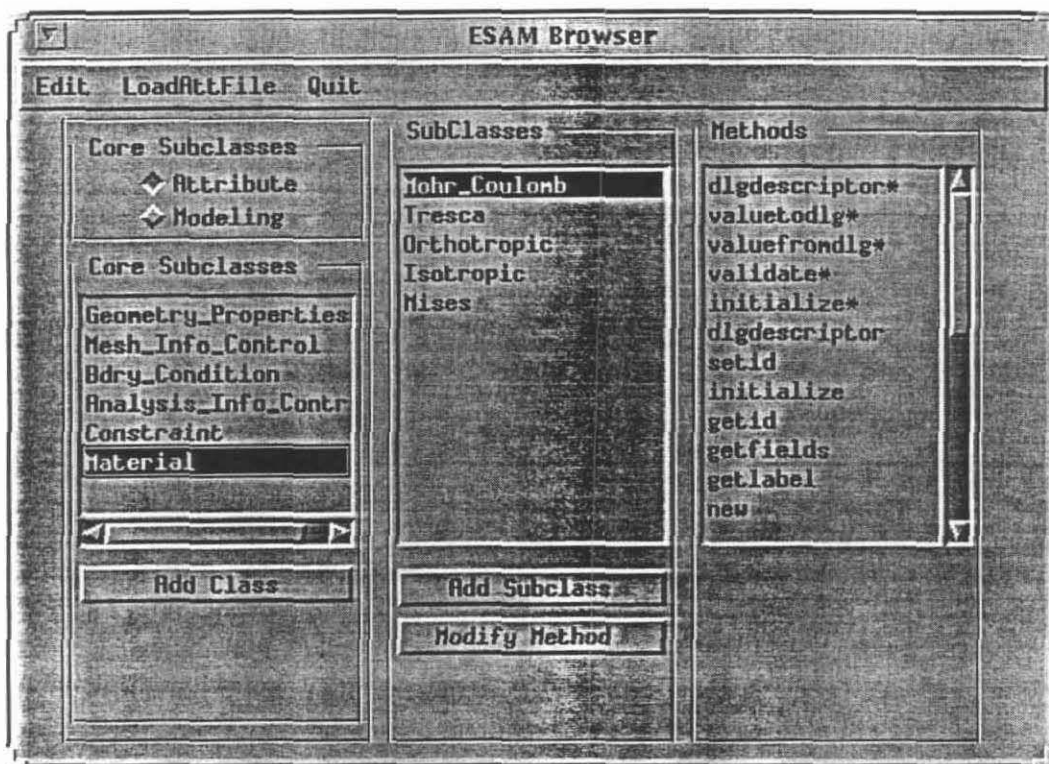 ESAM Browser
Edit LoadAttFile Quit
Core Subclasses
Attribute
Modeling
Core Subclasses
Geometry_Properties
Mesh_Info_Control
Bdry_Condition
Analysis_Info_Contr
Constraint
Material
Add Class
SubClasses
Mohr_Coulomb
Tresca
Orthotropic
Isotropic
Mises
Add Subclass
Modify Method
Methods
dlgdescriptor*
valuetodlg*
valuefromdlg*
validate*
initialize*
dlgdescriptor
setid
initialize
getid
getfields
getlabel
new